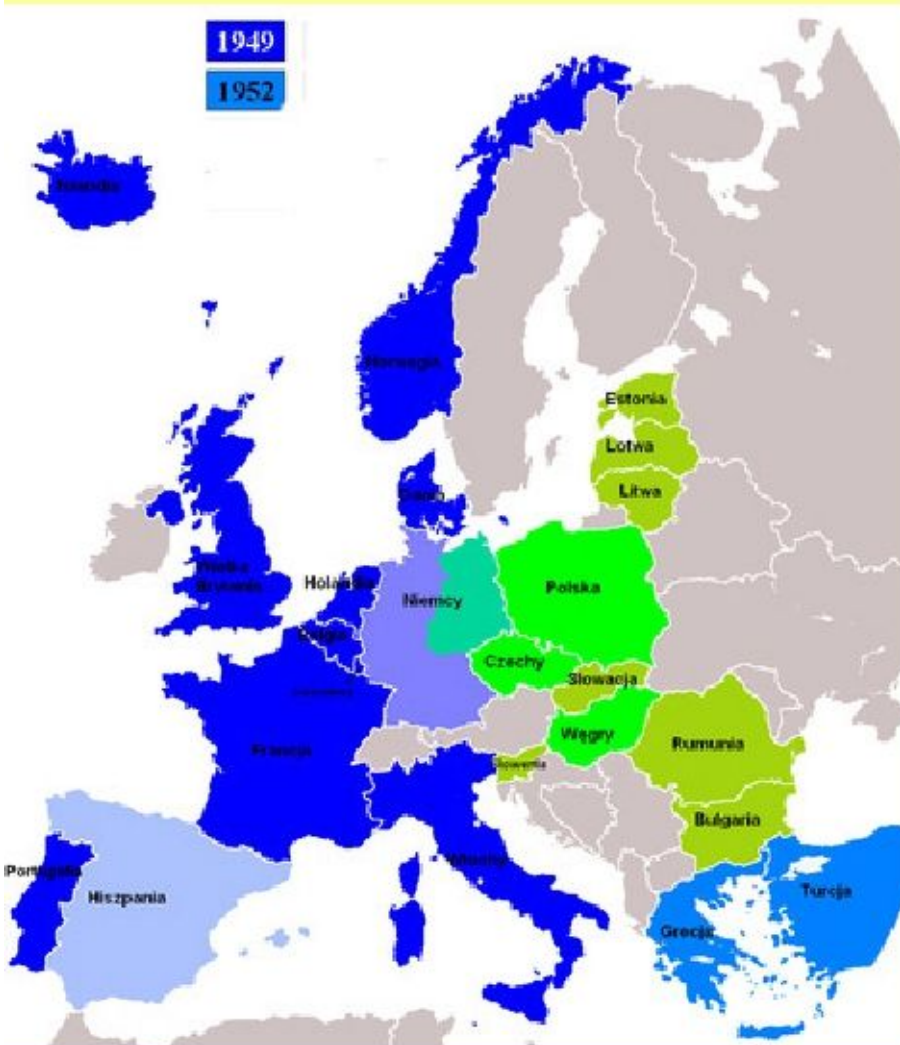 1949
1952
Islandia
Norwegia
Estonia
Łotwa
Litwa
Dania
Wielka
Brytania
Holandia
Niemcy
Polska
Belgia
Czechy
Słowacja
Francja
Węgry
Rumunia
Słowenia
Bułgaria
Włochy
Portugalia
Hiszpania
Turcja
Grecja